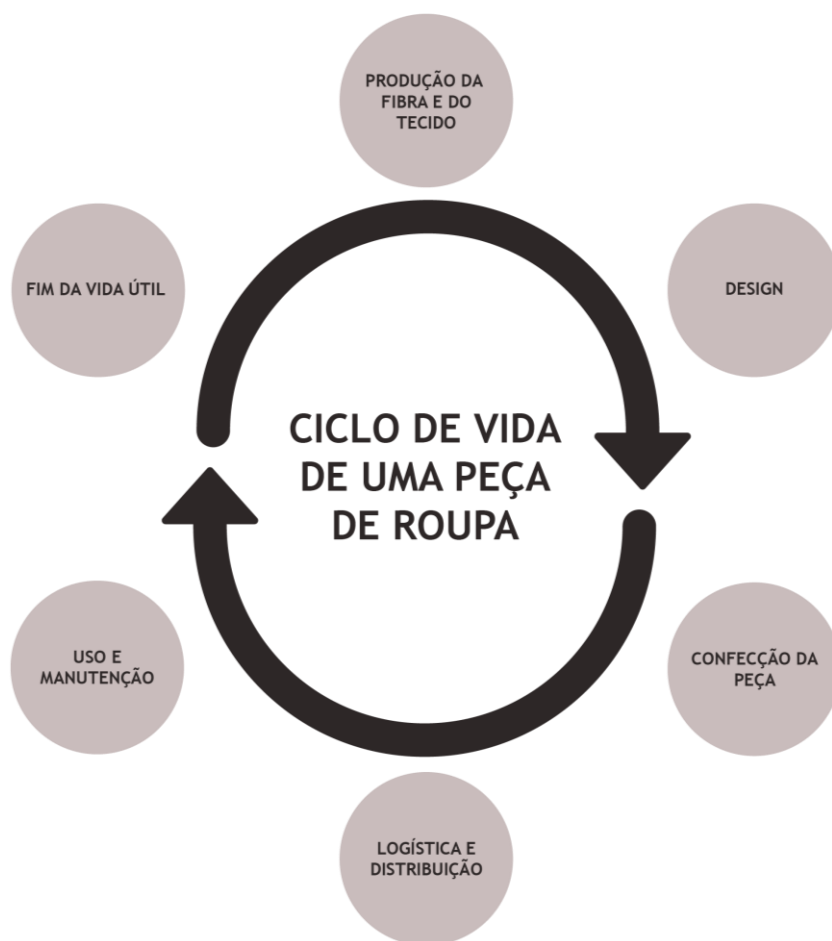 PRODUÇÃO DA
FIBRA E DO
TECIDO
FIM DA VIDA ÚTIL
DESIGN
CICLO DE VIDA
DE UMA PEÇA
DE ROUPA
USO E
MANUTENÇÃO
CONFECÇÃO DA
PEÇA
LOGÍSTICA E
DISTRIBUIÇÃO